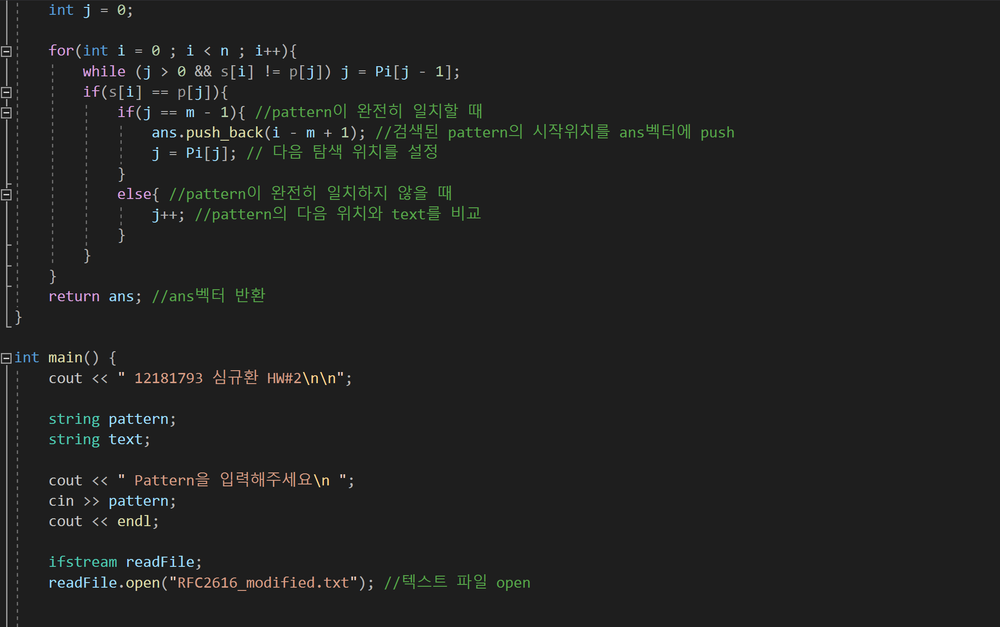 int j = 0;
for(int i = 0 ; i < n ; i++){
while (j > 0 && s[i] != p[j]) j = Pi[j - 1];
if(s[i] == p[j]){
if(j == m - 1){ //pattern이 완전히 일치할 때
ans.push_back(i - m + 1); //검색된 pattern의 시작위치를 ans벡터에 push
j = Pi[j]; // 다음 탐색 위치를 설정
}
else{ //pattern이 완전히 일치하지 않을 때
j++; //pattern의 다음 위치와 text를 비교
}
}
}
return ans; //ans벡터 반환
}
int main() {
cout << " 12181793 심규환 HW#2\n\n";
string pattern;
string text;
cout << " Pattern을 입력해주세요\n ";
cin >> pattern;
cout << endl;
ifstream readFile;
readFile.open("RFC2616_modified.txt"); //텍스트 파일 open